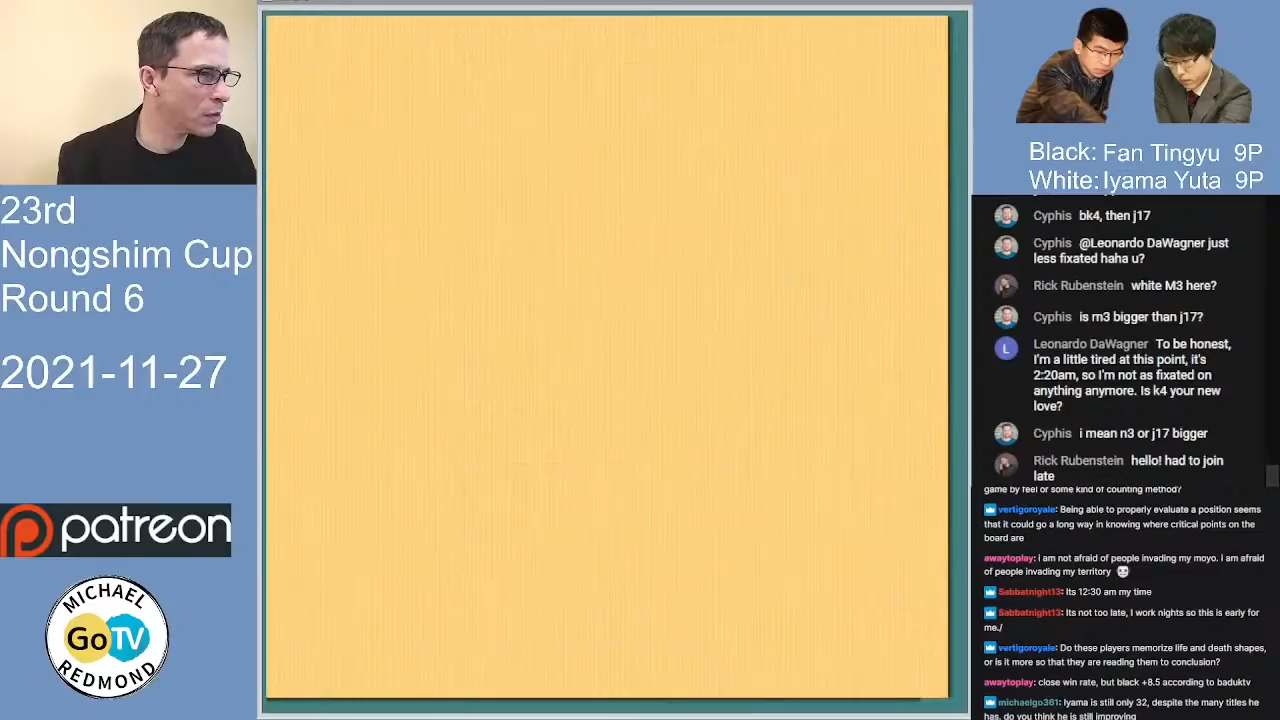 23rd
Nongshim Cup
Round 6
2021-11-27
patreon
MICHAEL
GoTV
REDMOND
Black: Fan Tingyu 9P
White: Iyama Yuta 9P
Cyphis bk4, then j17
Cyphis @Leonardo DaWagner just
less fixated haha u?
Rick Rubenstein white M3 here?
Cyphis is m3 bigger than j17?
L
Leonardo DaWagner To be honest,
I'm a little tired at this point, it's
2:20am, so I'm not as fixated on
anything anymore. Is k4 your new
love?
Cyphis i mean n3 or j17 bigger
Rick Rubenstein hello! had to join
late
game by feel or some kind of counting method?
vertigoroyale: Being able to properly evaluate a position seems
that it could go a long way in knowing where critical points on the
board are
awaytoplay: i am not afraid of people invading my moyo. i am afraid
of people invading my territory
Sabbatnight13: Its 12:30 am my time
Sabbatnight13: Its not too late, I work nights so this is early for
me./
vertigoroyale: Do these players memorize life and death shapes,
or is it more so that they are reading them to conclusion?
awaytoplay: close win rate, but black +8.5 according to baduktv
michaelgo361: Iyama is still only 32, despite the many titles he
has, do you think he is still improving